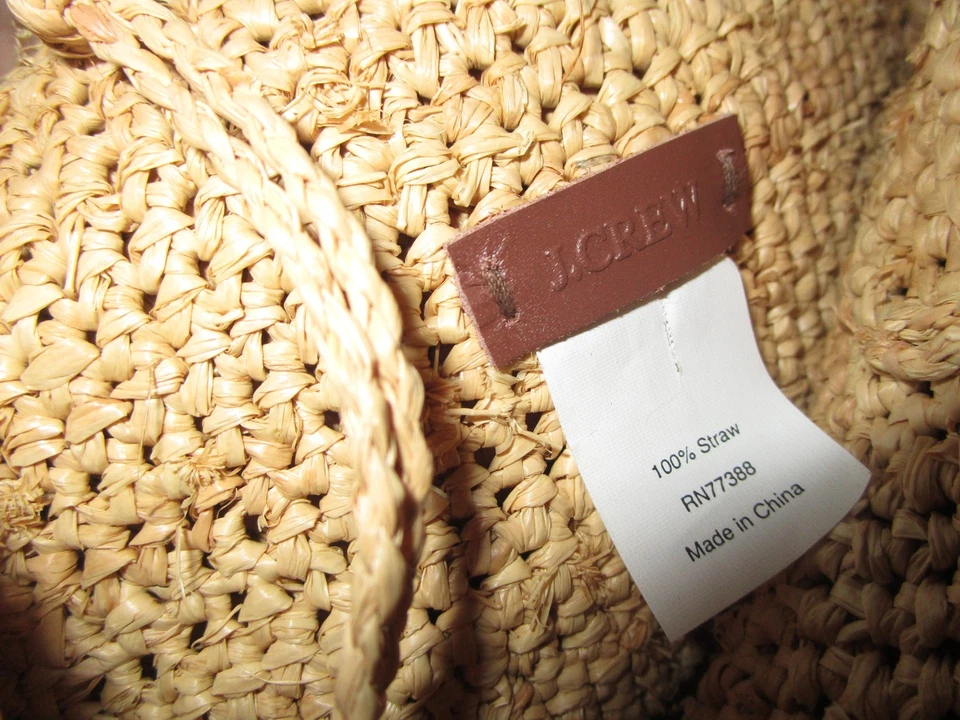 J.CREW
100% Straw
RN77388
Made in China